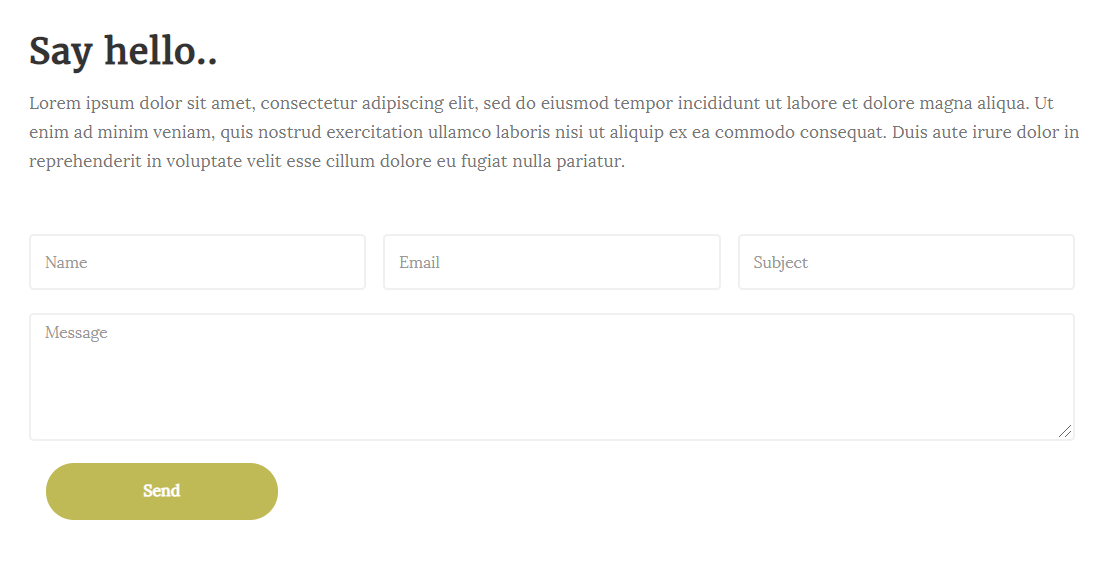 Say hello..
Lorem ipsum dolor sit amet, consectetur adipiscing elit, sed do eiusmod tempor incididunt ut labore et dolore magna aliqua. Ut
enim ad minim veniam, quis nostrud exercitation ullamco laboris nisi ut aliquip ex ea commodo consequat. Duis aute irure dolor in
reprehenderit in voluptate velit esse cillum dolore eu fugiat nulla pariatur.
Name
Email
Subject
Message
Send